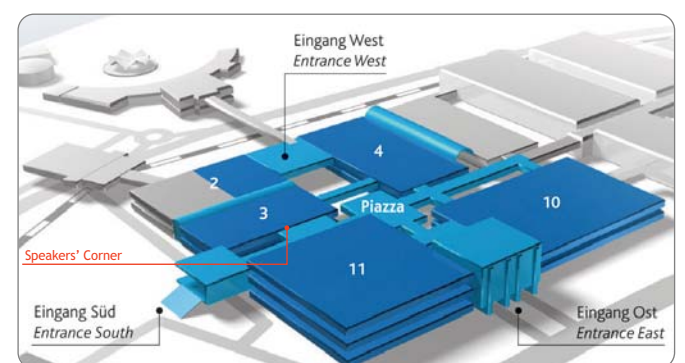 Eingang West
Entrance West
4
2
10
3
Piazza
Speakers' Corner
11
Eingang Süd
Entrance South
Eingang Ost
Entrance East